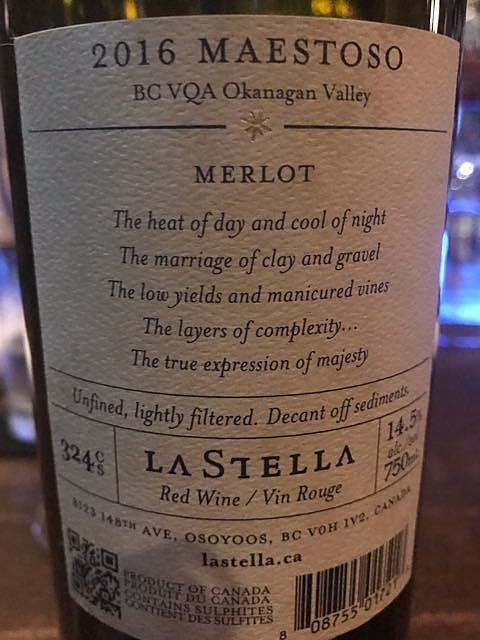 2016 MAESTOSO
BC VQA Okanagan Valley
MERLOT
The heat of day and cool of night
The marriage of clay and gravel
The low yields and manicured vines
The layers of complexity...
The true expression of majesty
Unfined, lightly filtered. Decant off sediments.
324 C/S
LASTELLA
Red Wine / Vin Rouge
14.5%
alc./vol.
750mL
8123 148TH AVE, OSOYOOS, BC V0H 1V2, CANADA
lastella.ca
PRODUCT OF CANADA
PRODUIT DU CANADA
CONTAINS SULPHITES
CONTIENT DES SULFITES